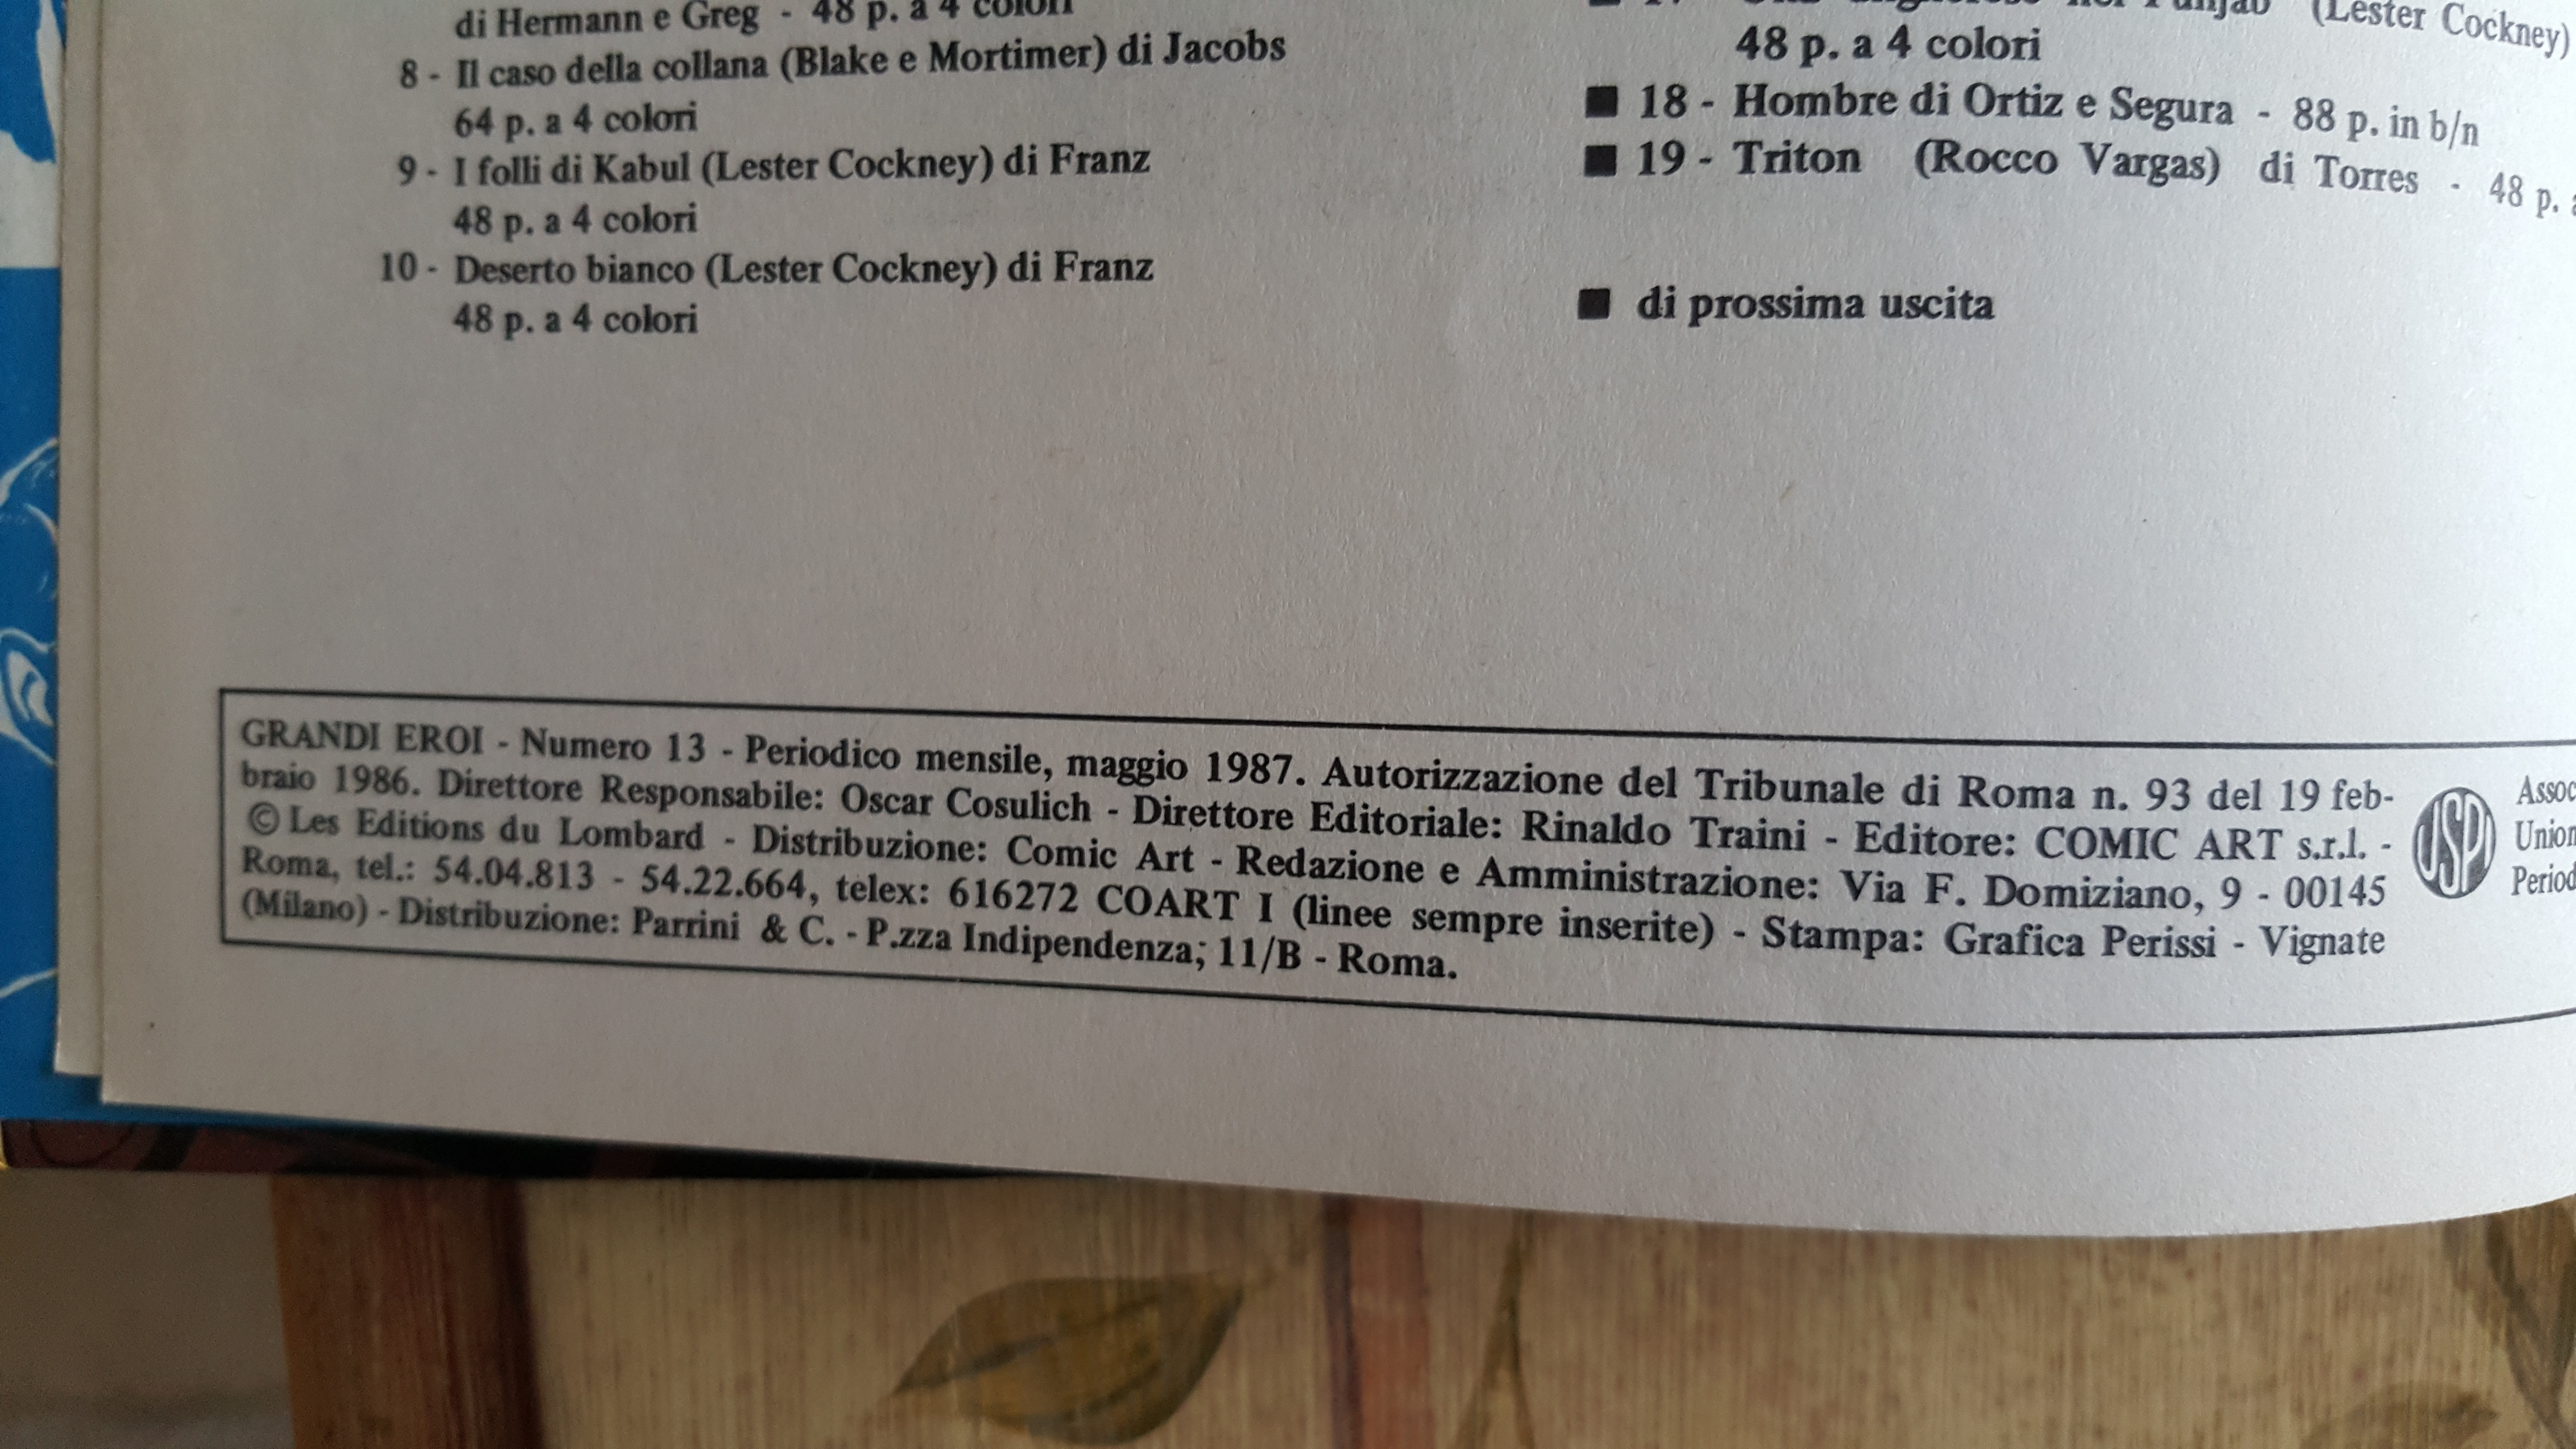 di Hermann e Greg - 48 p. a 4 colori
8 - Il caso della collana (Blake e Mortimer) di Jacobs
64 p. a 4 colori
9 - I folli di Kabul (Lester Cockney) di Franz
48 p. a 4 colori
10 - Deserto bianco (Lester Cockney) di Franz
48 p. a 4 colori
(Lester Cockney)
48 p. a 4 colori
■ 18 - Hombre di Ortiz e Segura - 88 p. in b/n
■ 19 - Triton (Rocco Vargas) di Torres - 48 p.
■ di prossima uscita
GRANDI EROI - Numero 13 - Periodico mensile, maggio 1987. Autorizzazione del Tribunale di Roma n. 93 del 19 feb-
braio 1986. Direttore Responsabile: Oscar Cosulich - Direttore Editoriale: Rinaldo Traini - Editore: COMIC ART s.r.l. -
© Les Editions du Lombard - Distribuzione: Comic Art - Redazione e Amministrazione: Via F. Domiziano, 9 - 00145
Roma, tel.: 54.04.813 - 54.22.664, telex: 616272 COART I (linee sempre inserite) - Stampa: Grafica Perissi - Vignate
(Milano) - Distribuzione: Parrini & C. - P.zza Indipendenza; 11/B - Roma.
USPI
Assoc
Union
Period